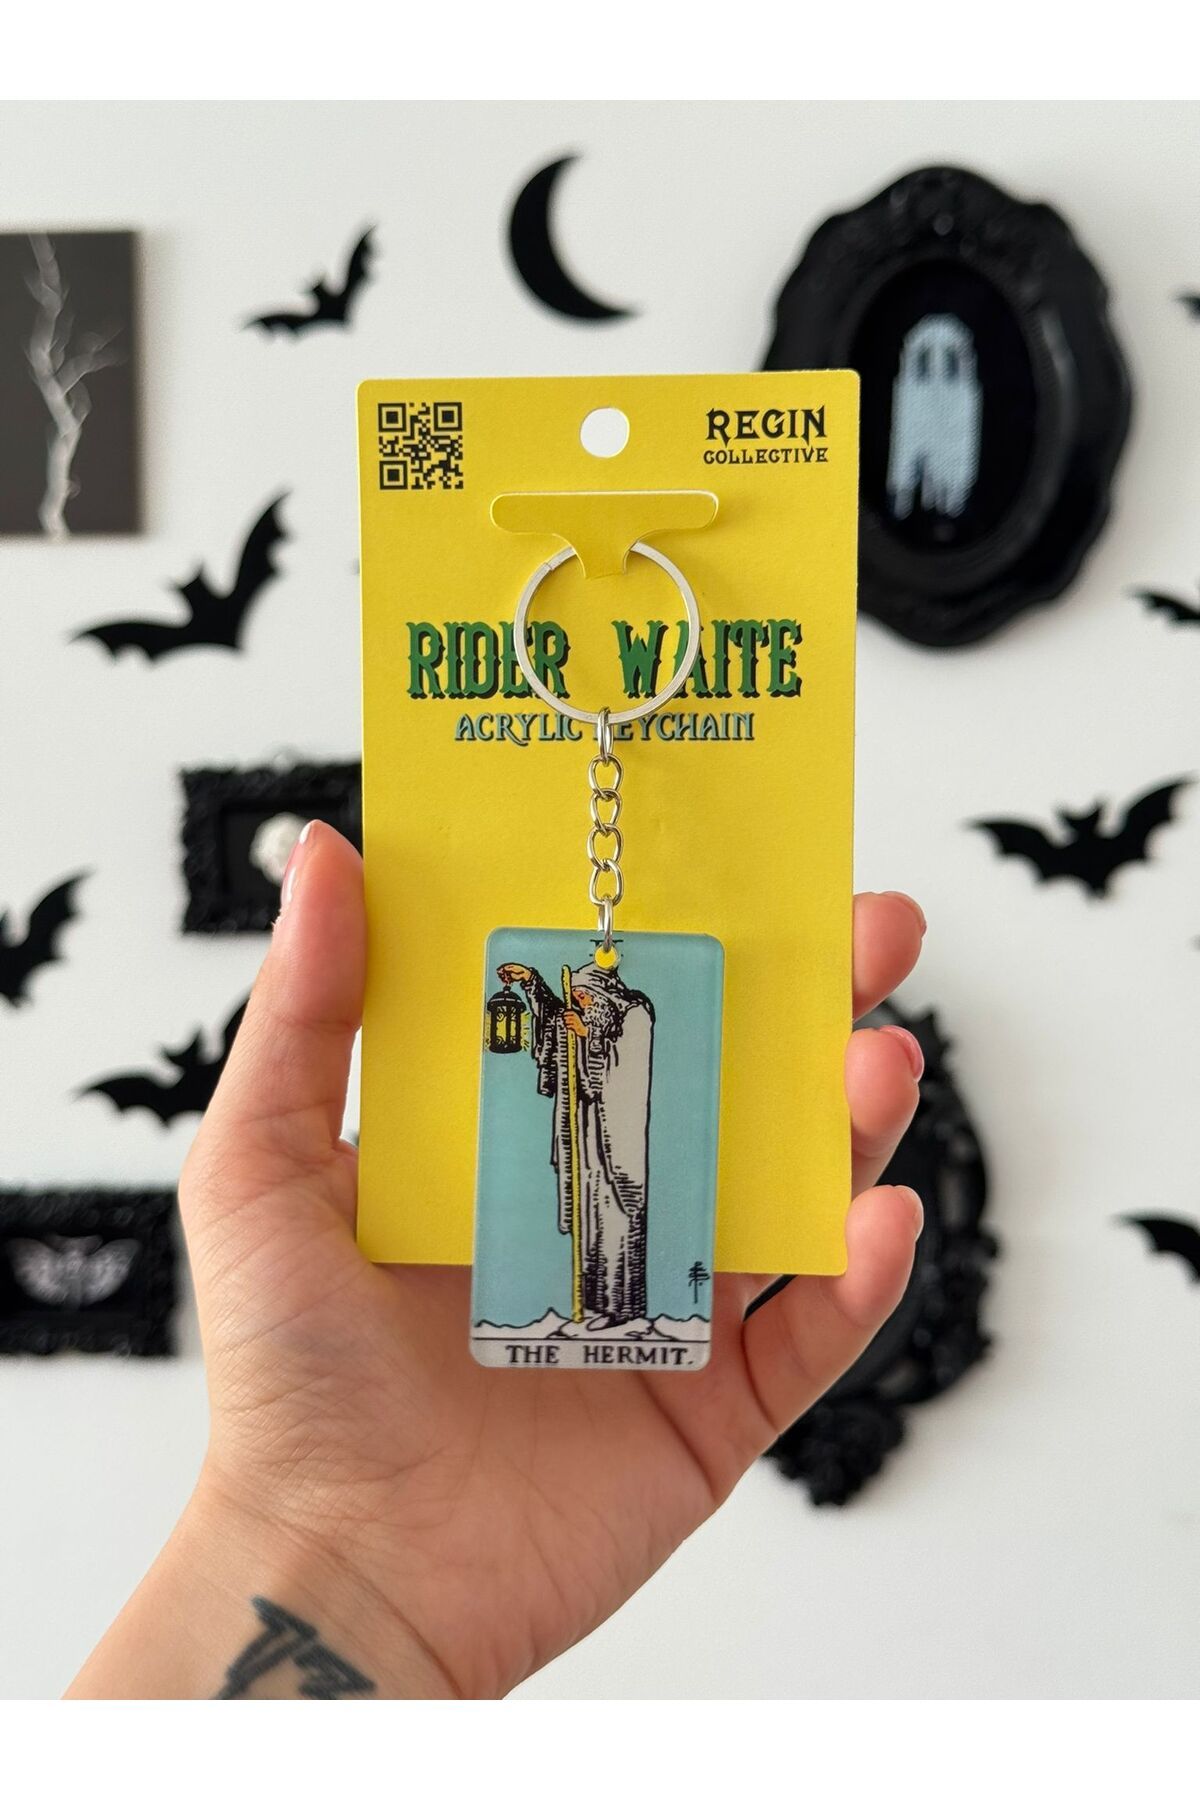 REGIN
COLLECTIVE
RIDER WAITE
ACRYLIC KEYCHAIN
THE HERMIT.